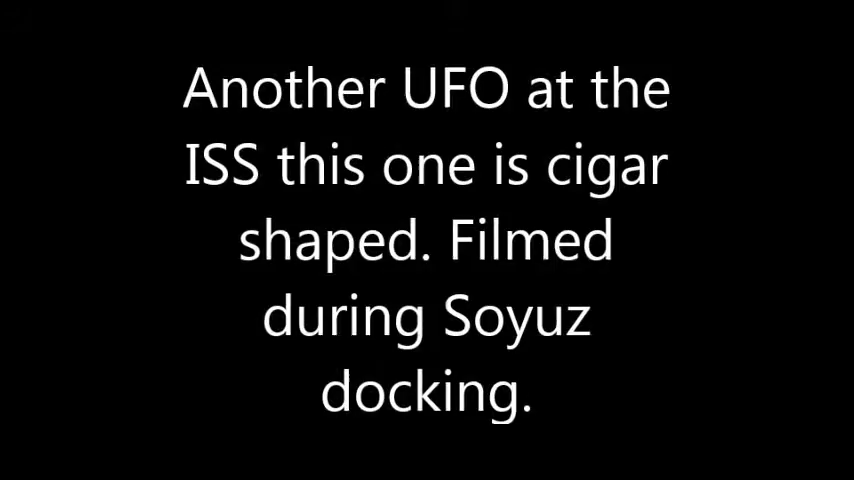 Another UFO at the
ISS this one is cigar
shaped. Filmed
during Soyuz
docking.